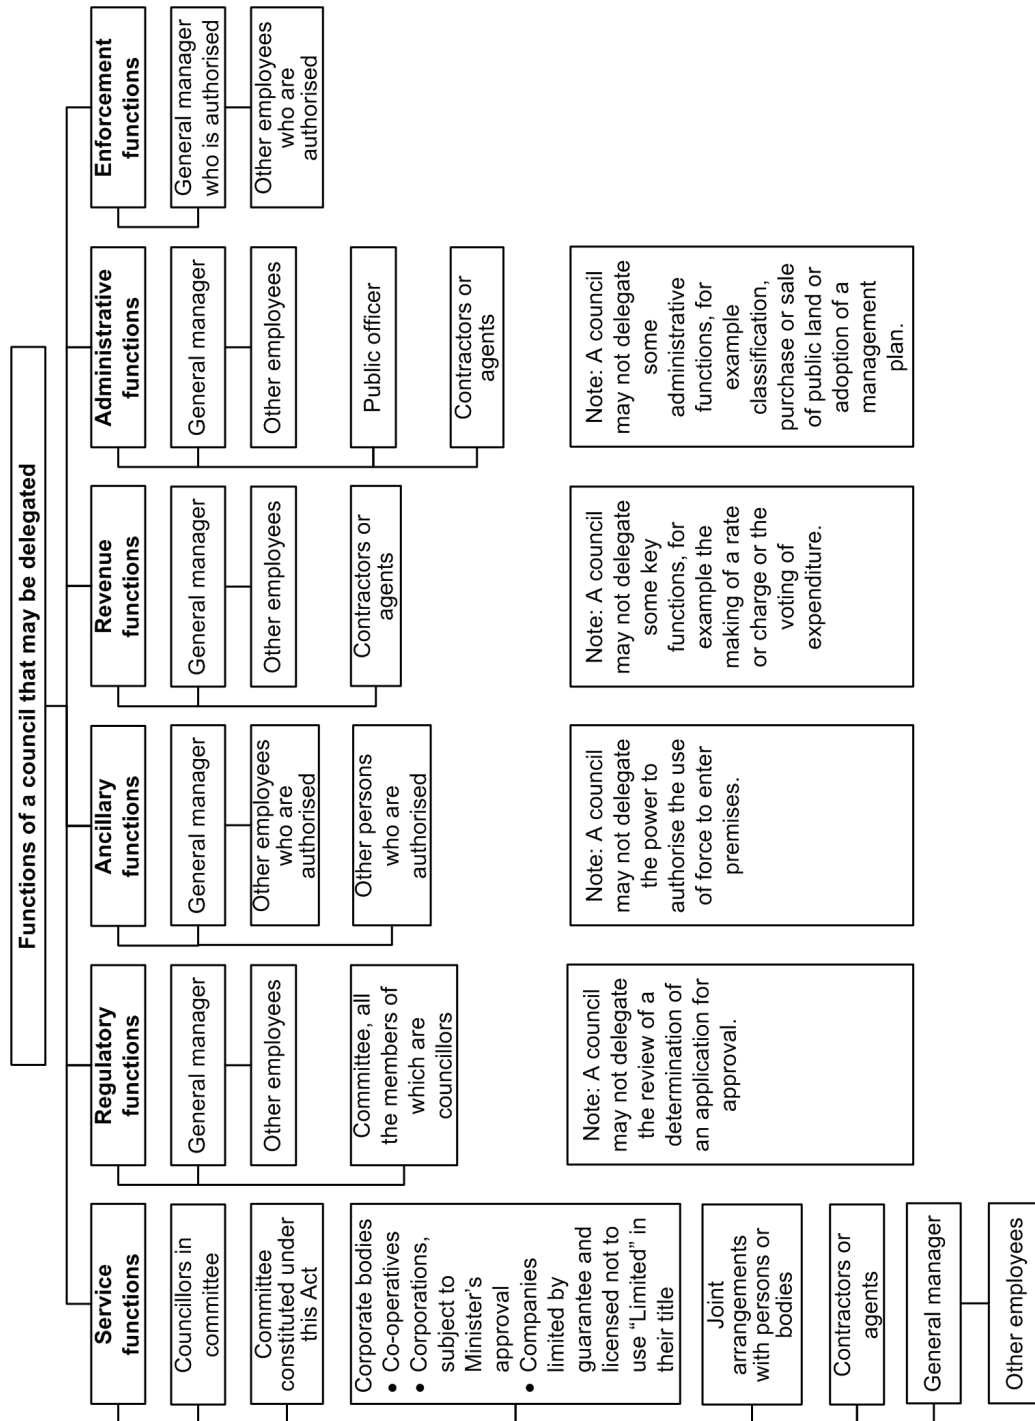 Functions of a council that may be delegated
Service
functions
Councillors in
committee
Committee
constituted under
this Act
Corporate bodies
• Co-operatives
• Corporations,
subject to
Minister's
approval
• Companies
limited by
guarantee and
licensed not to
use “Limited” in
their title
Joint
arrangements
with persons or
bodies
Contractors or
agents
General manager
Other employees
Regulatory
functions
General manager
Other employees
Committee, all
the members of
which are
councillors
Note: A council
may not delegate
the review of a
determination of
an application for
approval.
Ancillary
functions
General manager
Other employees
who are
authorised
Other persons
who are
authorised
Note: A council
may not delegate
the power to
authorise the use
of force to enter
premises.
Revenue
functions
General manager
Other employees
Contractors or
agents
Note: A council
may not delegate
some key
functions, for
example the
making of a rate
or charge or the
voting of
expenditure.
Administrative
functions
General manager
Other employees
Public officer
Contractors or
agents
Note: A council
may not delegate
some
administrative
functions, for
example
classification,
purchase or sale
of public land or
adoption of a
management
plan.
Enforcement
functions
General manager
who is authorised
Other employees
who are
authorised